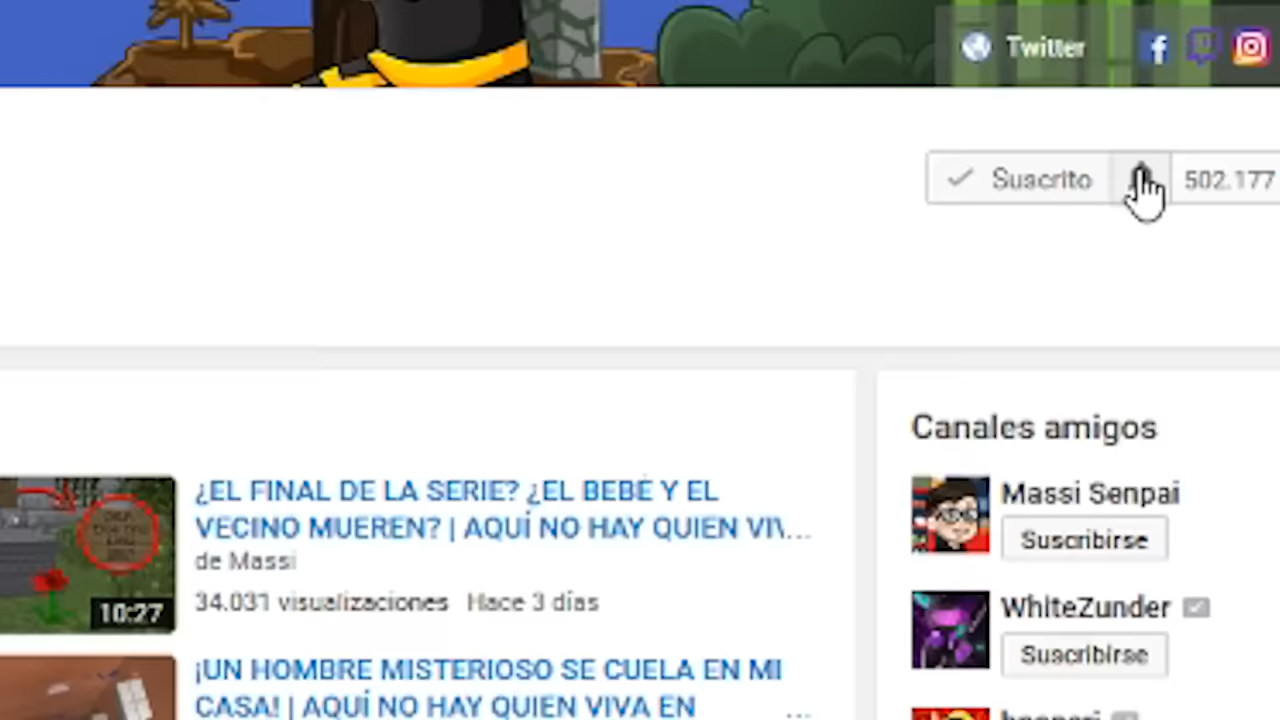 Twitter
Suscrito
502.177
Canales amigos
¿EL FINAL DE LA SERIE? ¿EL BEBÉ Y EL
VECINO MUEREN? | AQUÍ NO HAY QUIEN VIV...
de Massi
34.031 visualizaciones Hace 3 días
10:27
¡UN HOMBRE MISTERIOSO SE CUELA EN MI
CASA! | AQUÍ NO HAY QUIEN VIVA EN
...
Massi Senpai
Suscribirse
WhiteZunder
Suscribirse